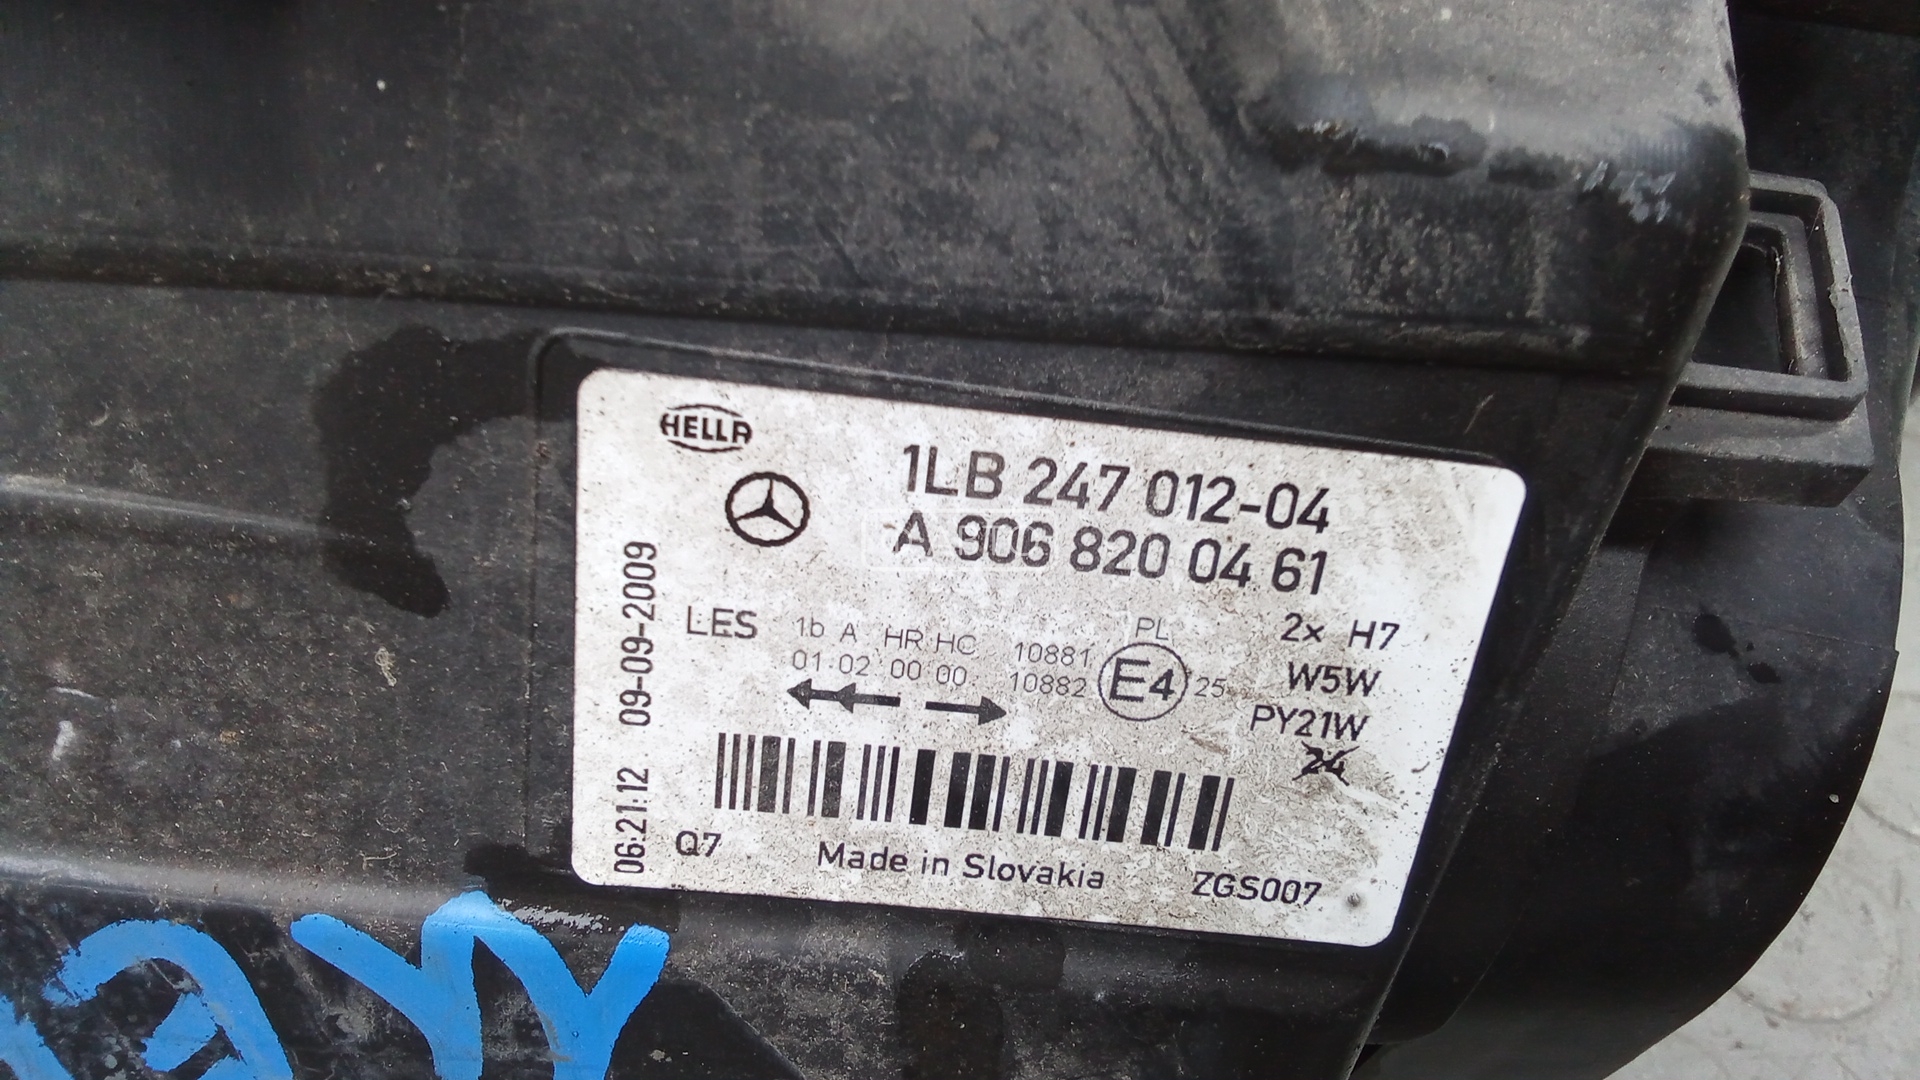 HELLA
1LB 247 012-04
A 906 820 04 61
06:21:12 09-09-2009
LES
1b A HR HC 10881 PL 2x H7
01 02 00 00 10882 E4 25 W5W
PY21W
24
Q7 Made in Slovakia ZGS007